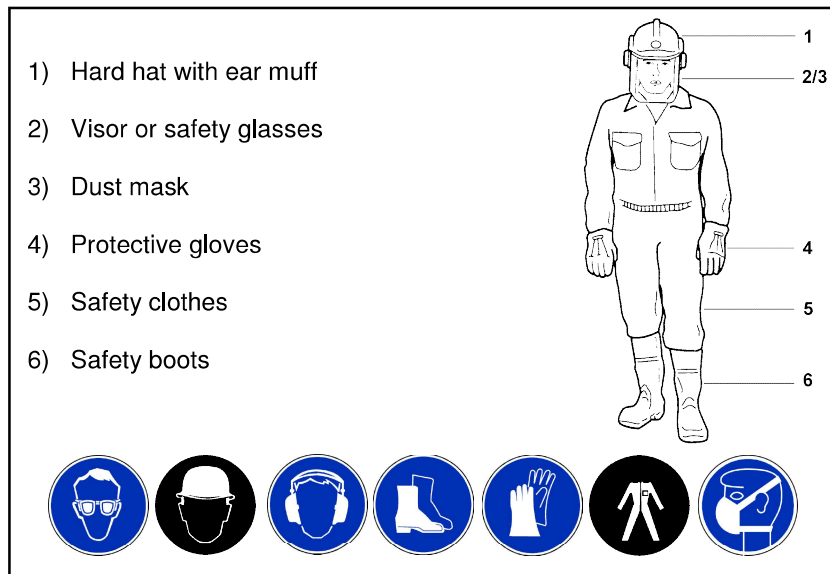 1) Hard hat with ear muff
2) Visor or safety glasses
3) Dust mask
4) Protective gloves
5) Safety clothes
6) Safety boots
1
2/3
4
5
6